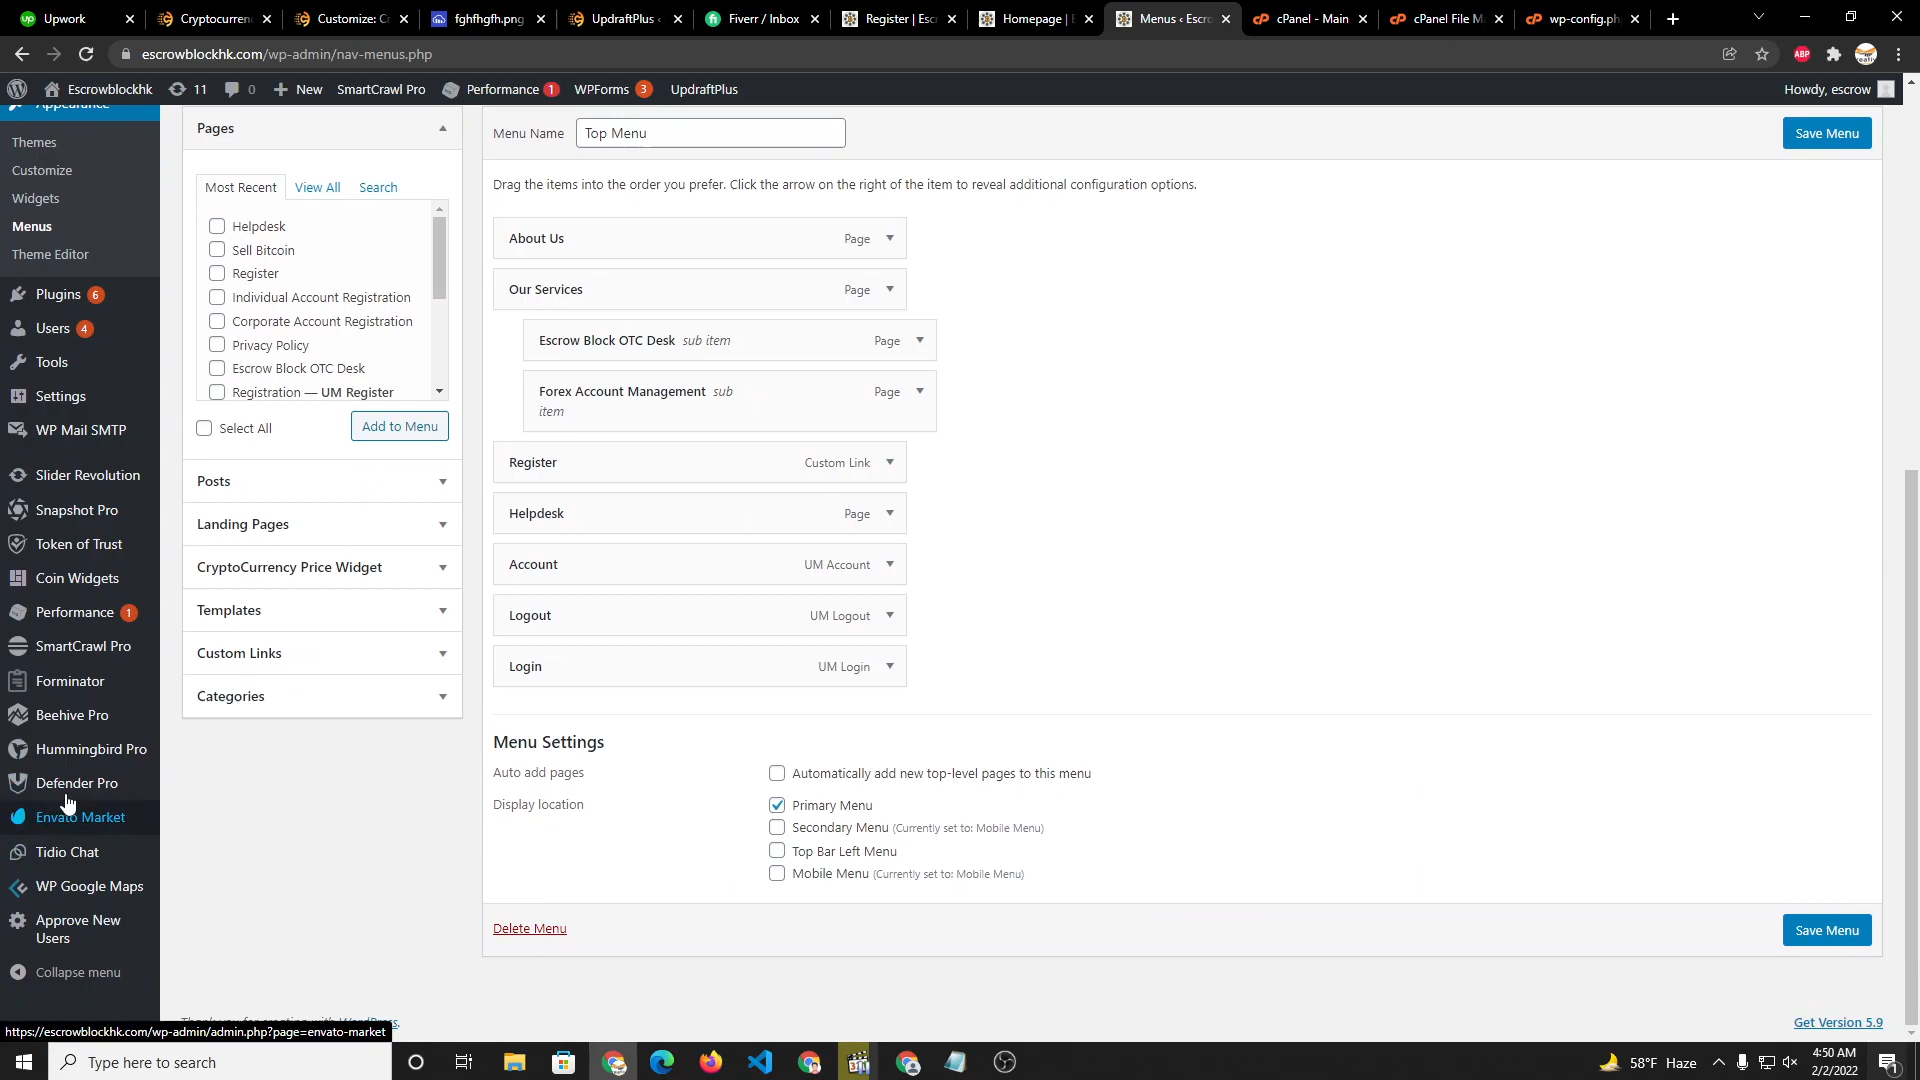 Upwork
Cryptocurren
Customize: C
fghfhgfh.png
UpdraftPlus ‹
Fiverr / Inbox
Register | Esc
Homepage | E
Menus ‹ Escro
cPanel - Main
cPanel File M
wp-config.ph
escrowblockhk.com/wp-admin/nav-menus.php
ABP
Escrowblockhk
11
0
New
SmartCrawl Pro
Performance 1
WPForms 3
UpdraftPlus
Howdy, escrow
Appearance
Themes
Customize
Widgets
Menus
Theme Editor
Plugins 6
Users 4
Tools
Settings
WP Mail SMTP
Slider Revolution
Snapshot Pro
Token of Trust
Coin Widgets
Performance 1
SmartCrawl Pro
Forminator
Beehive Pro
Hummingbird Pro
Defender Pro
Envato Market
Tidio Chat
WP Google Maps
Approve New
Users
Collapse menu
Pages
Most Recent View All Search
Helpdesk
Sell Bitcoin
Register
Individual Account Registration
Corporate Account Registration
Privacy Policy
Escrow Block OTC Desk
Registration — UM Register
Select All
Add to Menu
Posts
Landing Pages
CryptoCurrency Price Widget
Templates
Custom Links
Categories
Menu Name Top Menu
Save Menu
Drag the items into the order you prefer. Click the arrow on the right of the item to reveal additional configuration options.
About Us Page
Our Services Page
Escrow Block OTC Desk sub item Page
Forex Account Management sub Page
item
Register Custom Link
Helpdesk Page
Account UM Account
Logout UM Logout
Login UM Login
Menu Settings
Auto add pages Automatically add new top-level pages to this menu
Display location Primary Menu
Secondary Menu (Currently set to: Mobile Menu)
Top Bar Left Menu
Mobile Menu (Currently set to: Mobile Menu)
Delete Menu
Save Menu
Thank you for creating with WordPress.
Get Version 5.9
https://escrowblockhk.com/wp-admin/admin.php?page=envato-market
Type here to search
58°F Haze
4:50 AM
2/2/2022
1